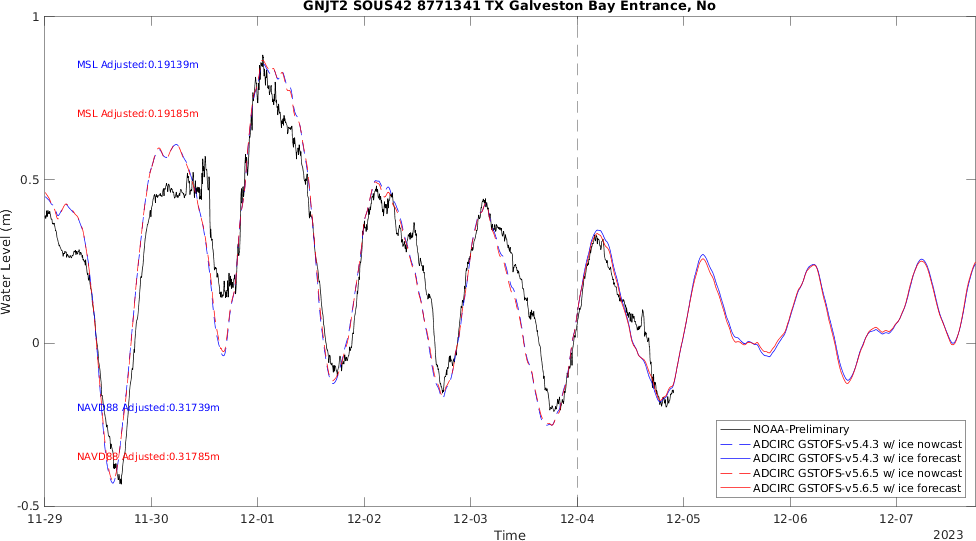 GNJT2 SOUS42 8771341 TX Galveston Bay Entrance, No
1
0.5
0
-0.5
Water Level (m)
MSL Adjusted:0.19139m
MSL Adjusted:0.19185m
NAVD88 Adjusted:0.31739m
NAVD88 Adjusted:0.31785m
NOAA-Preliminary
ADCIRC GSTOFS-v5.4.3 w/ ice nowcast
ADCIRC GSTOFS-v5.4.3 w/ ice forecast
ADCIRC GSTOFS-v5.6.5 w/ ice nowcast
ADCIRC GSTOFS-v5.6.5 w/ ice forecast
11-29 11-30 12-01 12-02 12-03 12-04 12-05 12-06 12-07
Time
2023